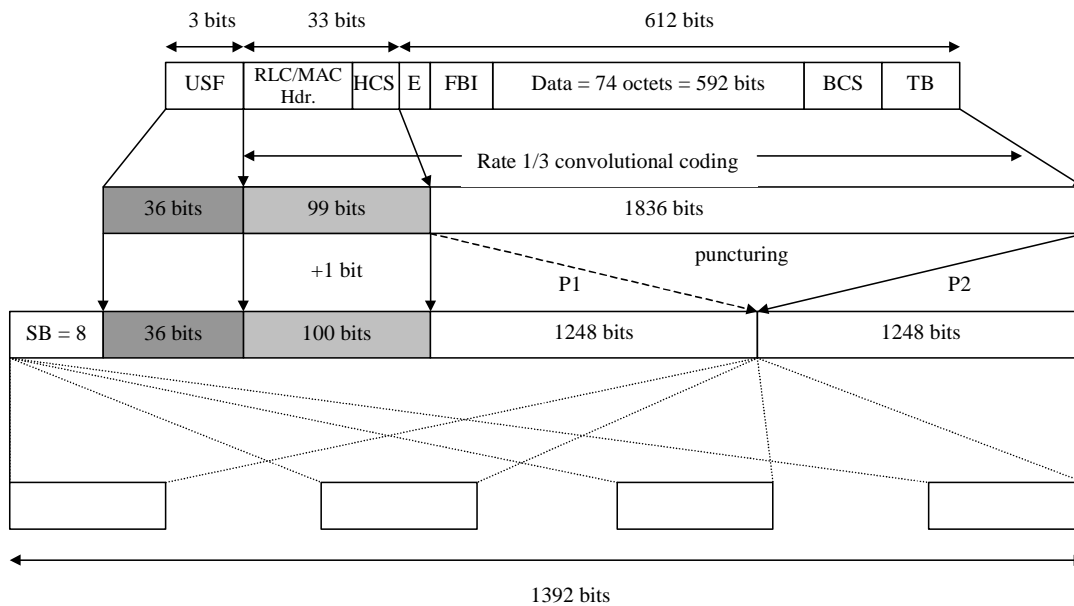 3 bits 33 bits 612 bits
USF RLC/MAC Hdr. HCS E FBI Data = 74 octets = 592 bits BCS TB
Rate 1/3 convolutional coding
36 bits 99 bits 1836 bits
puncturing
+1 bit P1 P2
SB = 8 36 bits 100 bits 1248 bits 1248 bits
1392 bits